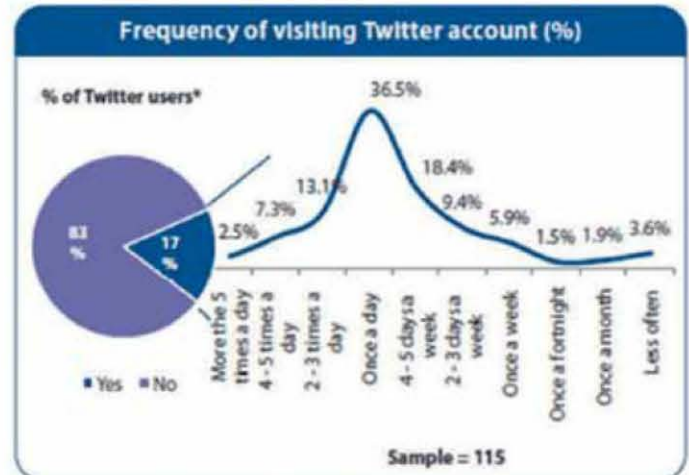 Frequency of visiting Twitter account (%)
% of Twitter users*
36.5%
18.4%
13.1%
9.4%
7.3%
5.9%
2.5%
1.5%
1.9%
3.6%
83
%
17
%
More the 5
times a day
4 - 5 times a
day
2 - 3 times a
day
Once a day
4 - 5 days a
week
2 - 3 days a
week
Once a week
Once a fortnight
Once a month
Less often
Yes
No
Sample = 115